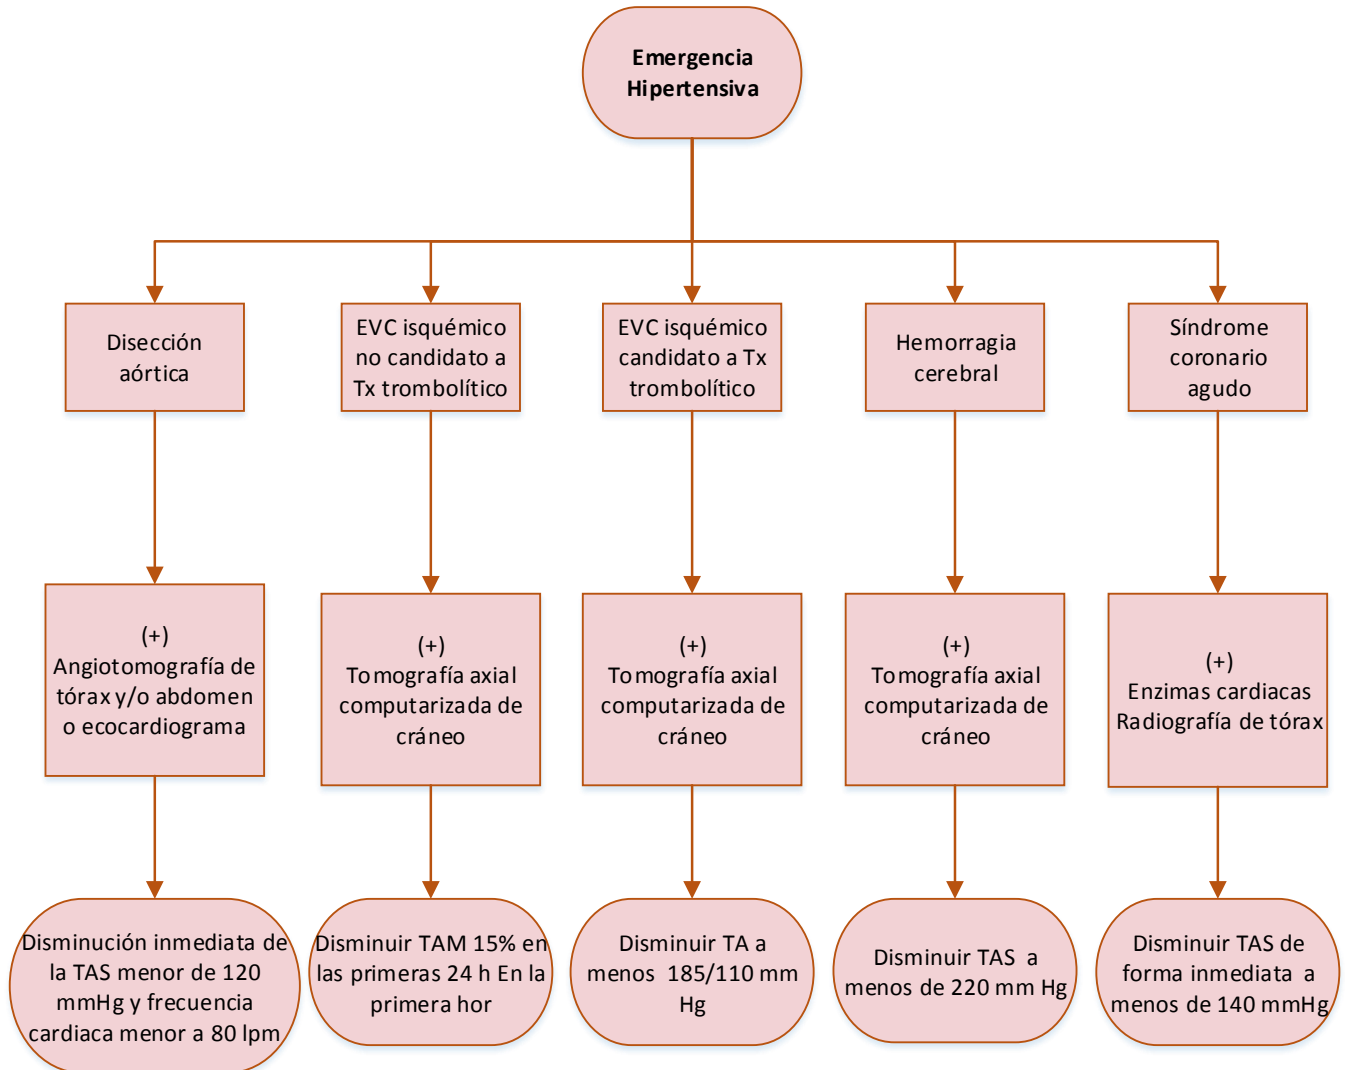 Emergencia
Hipertensiva
Disección
aórtica
EVC isquémico
no candidato a
Tx trombolítico
EVC isquémico
candidato a Tx
trombolítico
Hemorragia
cerebral
Síndrome
coronario
agudo
(+)
Angiotomografía de
tórax y/o abdomen
o ecocardiograma
(+)
Tomografía axial
computarizada de
cráneo
(+)
Tomografía axial
computarizada de
cráneo
(+)
Tomografía axial
computarizada de
cráneo
(+)
Enzimas cardiacas
Radiografía de tórax
Disminución inmediata de
la TAS menor de 120
mmHg y frecuencia
cardiaca menor a 80 lpm
Disminuir TAM 15% en
las primeras 24 h En la
primera hor
Disminuir TA a
menos 185/110 mm
Hg
Disminuir TAS a
menos de 220 mm Hg
Disminuir TAS de
forma inmediata a
menos de 140 mmHg